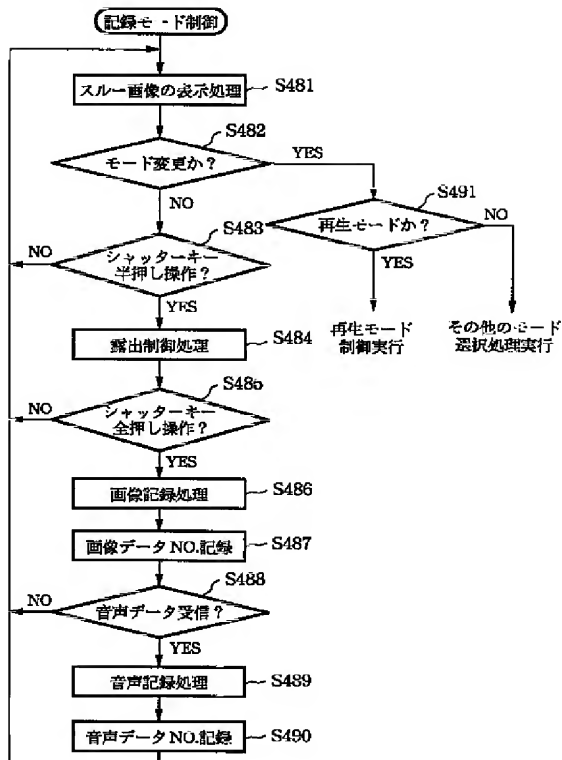 記録モード制御
スルー画像の表示処理
S481
S482
モード変更か?
YES
NO
S491
再生モードか?
NO
YES
再生モード
制御実行
その他のモード
選択処理実行
S483
シャッターキー
半押し操作?
NO
YES
露出制御処理
S484
S485
シャッターキー
全押し操作?
NO
YES
画像記録処理
S486
画像データNO.記録
S487
S488
音声データ受信?
NO
YES
音声記録処理
S489
音声データNO.記録
S490